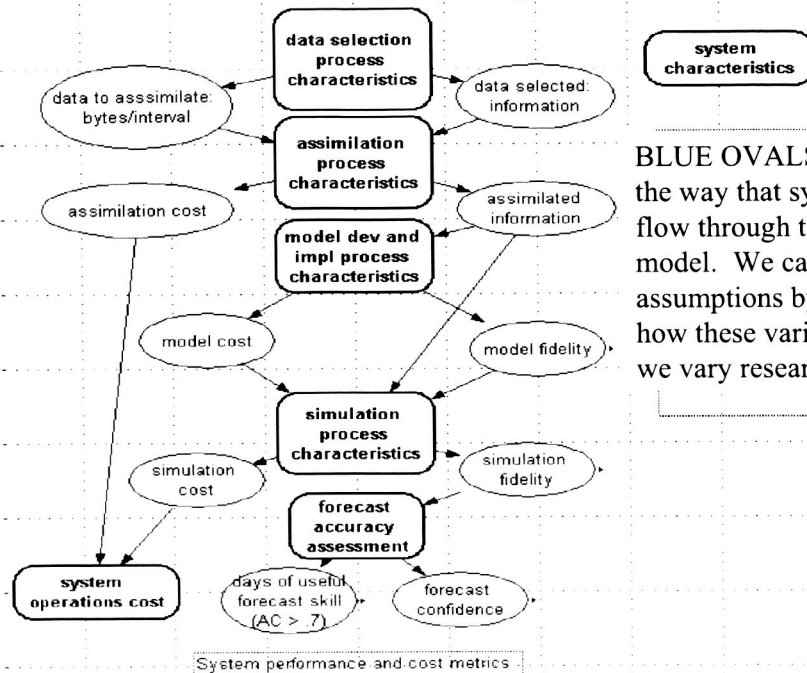 data selection
process
characteristics
system
characteristics
data to asssimilate:
bytes/interval
data selected:
information
assimilation
process
characteristics
BLUE OVALS
the way that sy
flow through t
model. We ca
assumptions b
how these vari
we vary resear
assimilation cost
assimilated
information
model dev and
impl process
characteristics
model cost
model fidelity
simulation
process
characteristics
simulation
cost
simulation
fidelity
forecast
accuracy
assessment
system
operations cost
days of useful
forecast skill
(AC > .7)
forecast
confidence
System performance and cost metrics